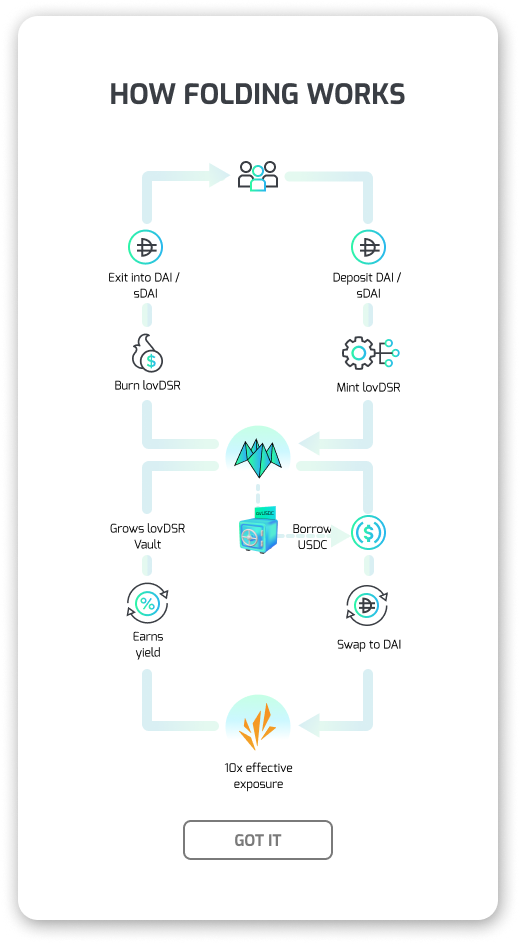 HOW FOLDING WORKS
Exit into DAI /
sDAI
Deposit DAI /
sDAI
Burn lovDSR
Mint lovDSR
ovUSDC
Grows lovDSR
Vault
Borrow
USDC
Earns
yield
Swap to DAI
10x effective
exposure
GOT IT